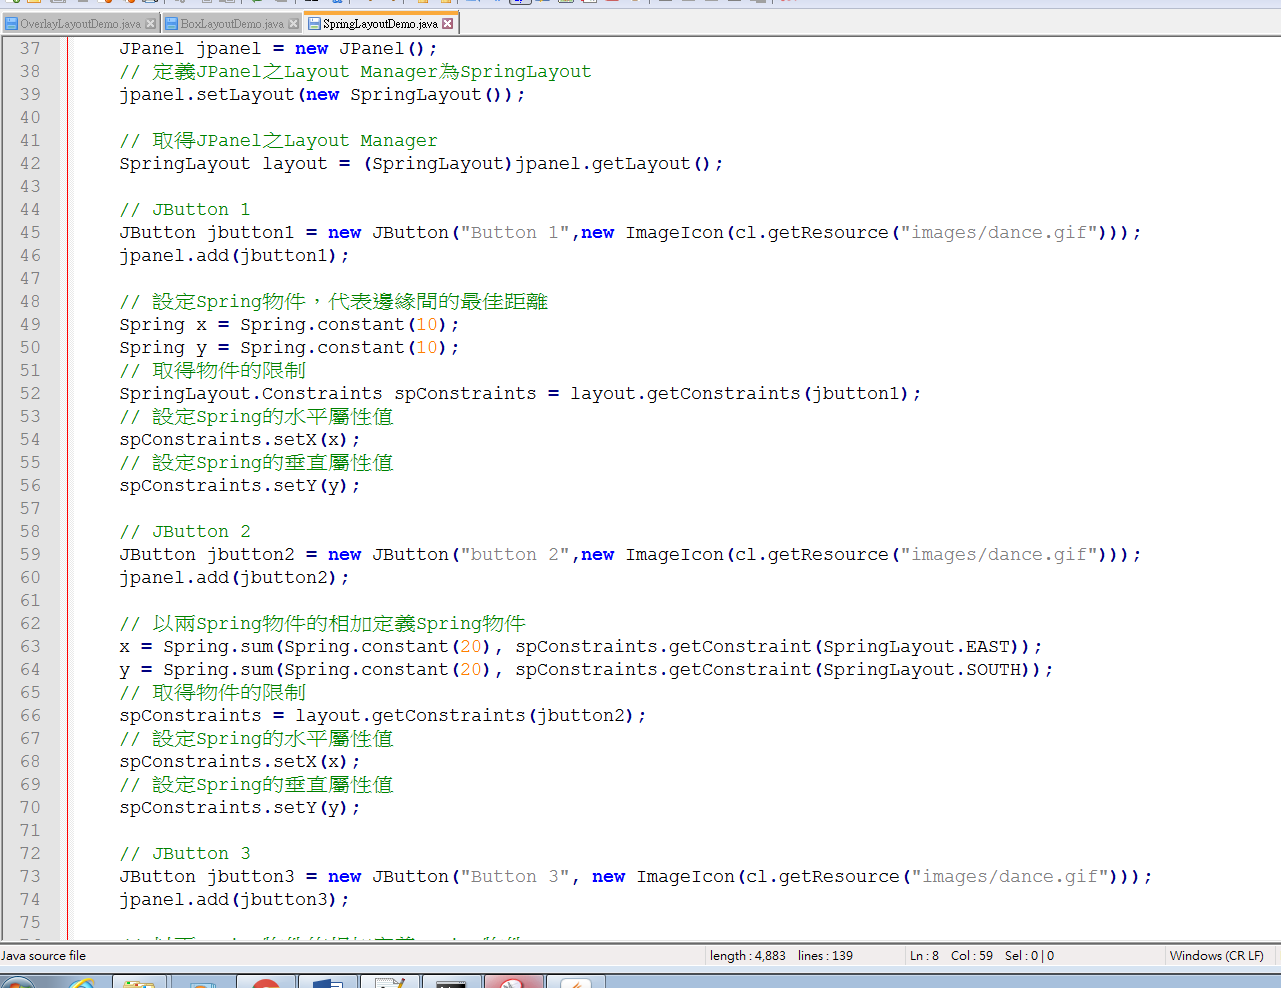 OverlayLayoutDemo.java BoxLayoutDemo.java SpringLayoutDemo.java
37 JPanel jpanel = new JPanel();
38 // 定義JPanel之Layout Manager為SpringLayout
39 jpanel.setLayout(new SpringLayout());
40
41 // 取得JPanel之Layout Manager
42 SpringLayout layout = (SpringLayout)jpanel.getLayout();
43
44 // JButton 1
45 JButton jbutton1 = new JButton("Button 1",new ImageIcon(cl.getResource("images/dance.gif")));
46 jpanel.add(jbutton1);
47
48 // 設定Spring物件，代表邊緣間的最佳距離
49 Spring x = Spring.constant(10);
50 Spring y = Spring.constant(10);
51 // 取得物件的限制
52 SpringLayout.Constraints spConstraints = layout.getConstraints(jbutton1);
53 // 設定Spring的水平屬性值
54 spConstraints.setX(x);
55 // 設定Spring的垂直屬性值
56 spConstraints.setY(y);
57
58 // JButton 2
59 JButton jbutton2 = new JButton("button 2",new ImageIcon(cl.getResource("images/dance.gif")));
60 jpanel.add(jbutton2);
61
62 // 以兩Spring物件的相加定義Spring物件
63 x = Spring.sum(Spring.constant(20), spConstraints.getConstraint(SpringLayout.EAST));
64 y = Spring.sum(Spring.constant(20), spConstraints.getConstraint(SpringLayout.SOUTH));
65 // 取得物件的限制
66 spConstraints = layout.getConstraints(jbutton2);
67 // 設定Spring的水平屬性值
68 spConstraints.setX(x);
69 // 設定Spring的垂直屬性值
70 spConstraints.setY(y);
71
72 // JButton 3
73 JButton jbutton3 = new JButton("Button 3", new ImageIcon(cl.getResource("images/dance.gif")));
74 jpanel.add(jbutton3);
75
Java source file length : 4,883 lines : 139 Ln : 8 Col : 59 Sel : 0 | 0 Windows (CR LF)